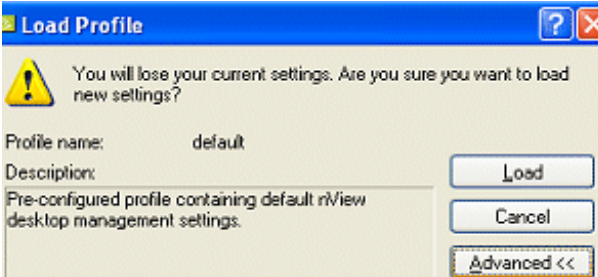 Load Profile
You will lose your current settings. Are you sure you want to load
new settings?
Profile name: default
Description:
Pre-configured profile containing default nView
desktop management settings.
Load
Cancel
Advanced <<